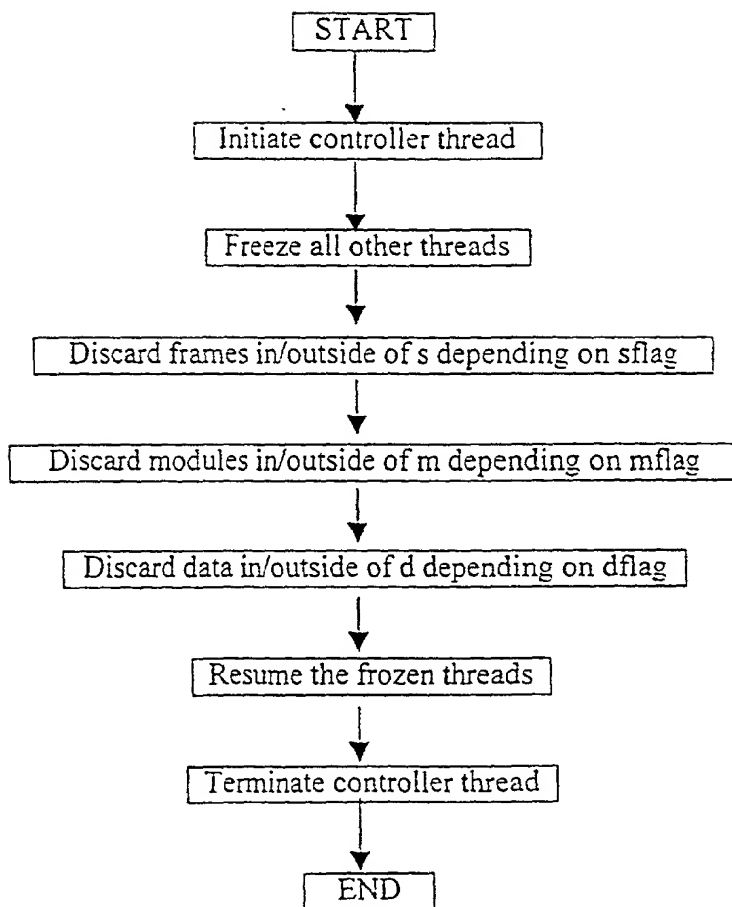 START
Initiate controller thread
Freeze all other threads
Discard frames in/outside of s depending on sflag
Discard modules in/outside of m depending on mflag
Discard data in/outside of d depending on dflag
Resume the frozen threads
Terminate controller thread
END